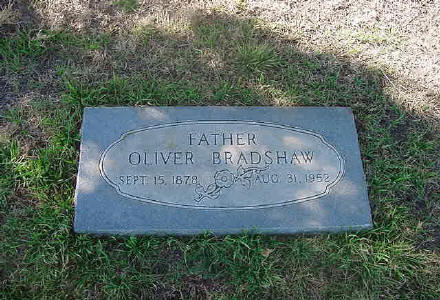 FATHER
OLIVER BRADSHAW
SEPT. 15, 1878 AUG. 31, 1952